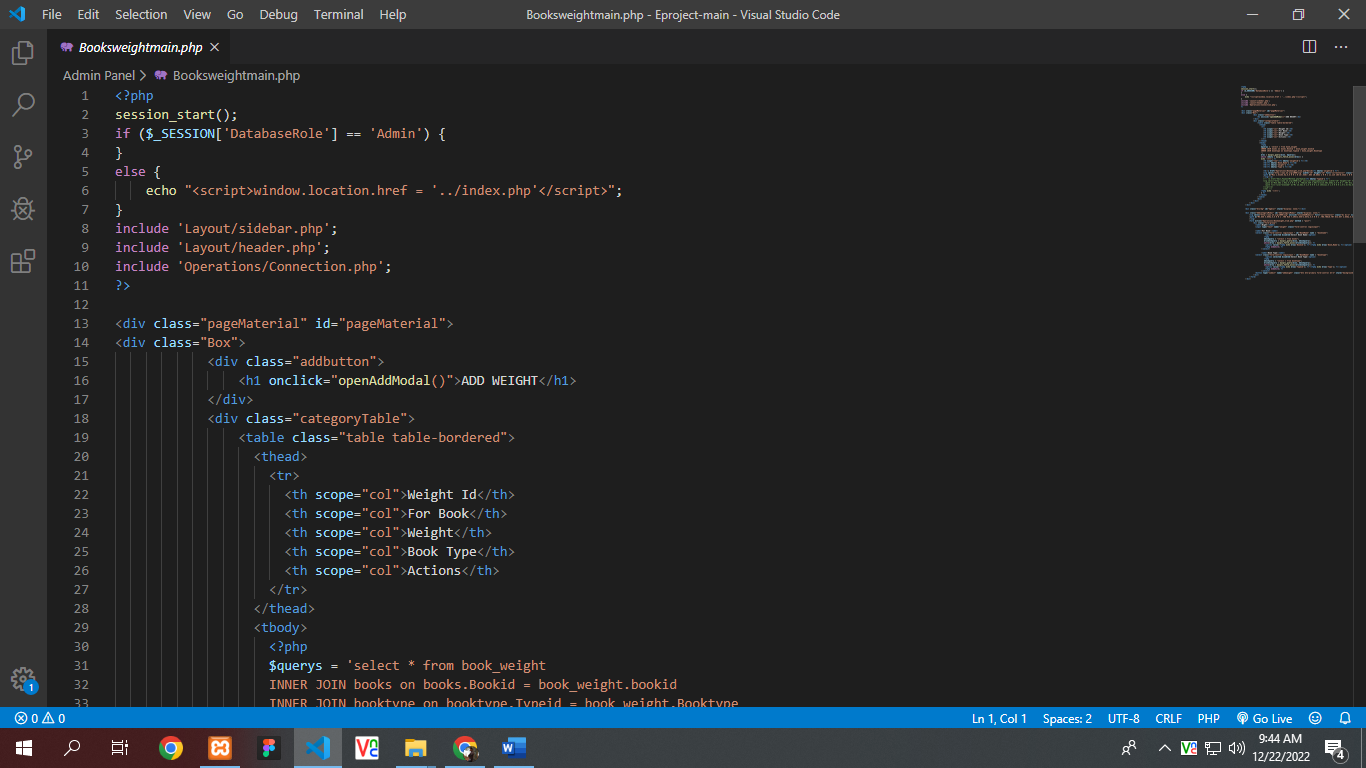 File Edit Selection View Go Debug Terminal Help Booksweightmain.php - Eproject-main - Visual Studio Code
Booksweightmain.php
Admin Panel > Booksweightmain.php
1 <?php
2 session_start();
3 if ($_SESSION['DatabaseRole'] == 'Admin') {
4 }
5 else {
6 echo "<script>window.location.href = '../index.php'</script>";
7 }
8 include 'Layout/sidebar.php';
9 include 'Layout/header.php';
10 include 'Operations/Connection.php';
11 ?>
12
13 <div class="pageMaterial" id="pageMaterial">
14 <div class="Box">
15 <div class="addbutton">
16 <h1 onclick="openAddModal()">ADD WEIGHT</h1>
17 </div>
18 <div class="categoryTable">
19 <table class="table table-bordered">
20 <thead>
21 <tr>
22 <th scope="col">Weight Id</th>
23 <th scope="col">For Book</th>
24 <th scope="col">Weight</th>
25 <th scope="col">Book Type</th>
26 <th scope="col">Actions</th>
27 </tr>
28 </thead>
29 <tbody>
30 <?php
31 $querys = 'select * from book_weight
32 INNER JOIN books on books.Bookid = book_weight.bookid
33 INNER JOIN booktype on booktype.Typeid = book_weight.Booktype
1
0 0 Ln 1, Col 1 Spaces: 2 UTF-8 CRLF PHP Go Live
9:44 AM
12/22/2022
4